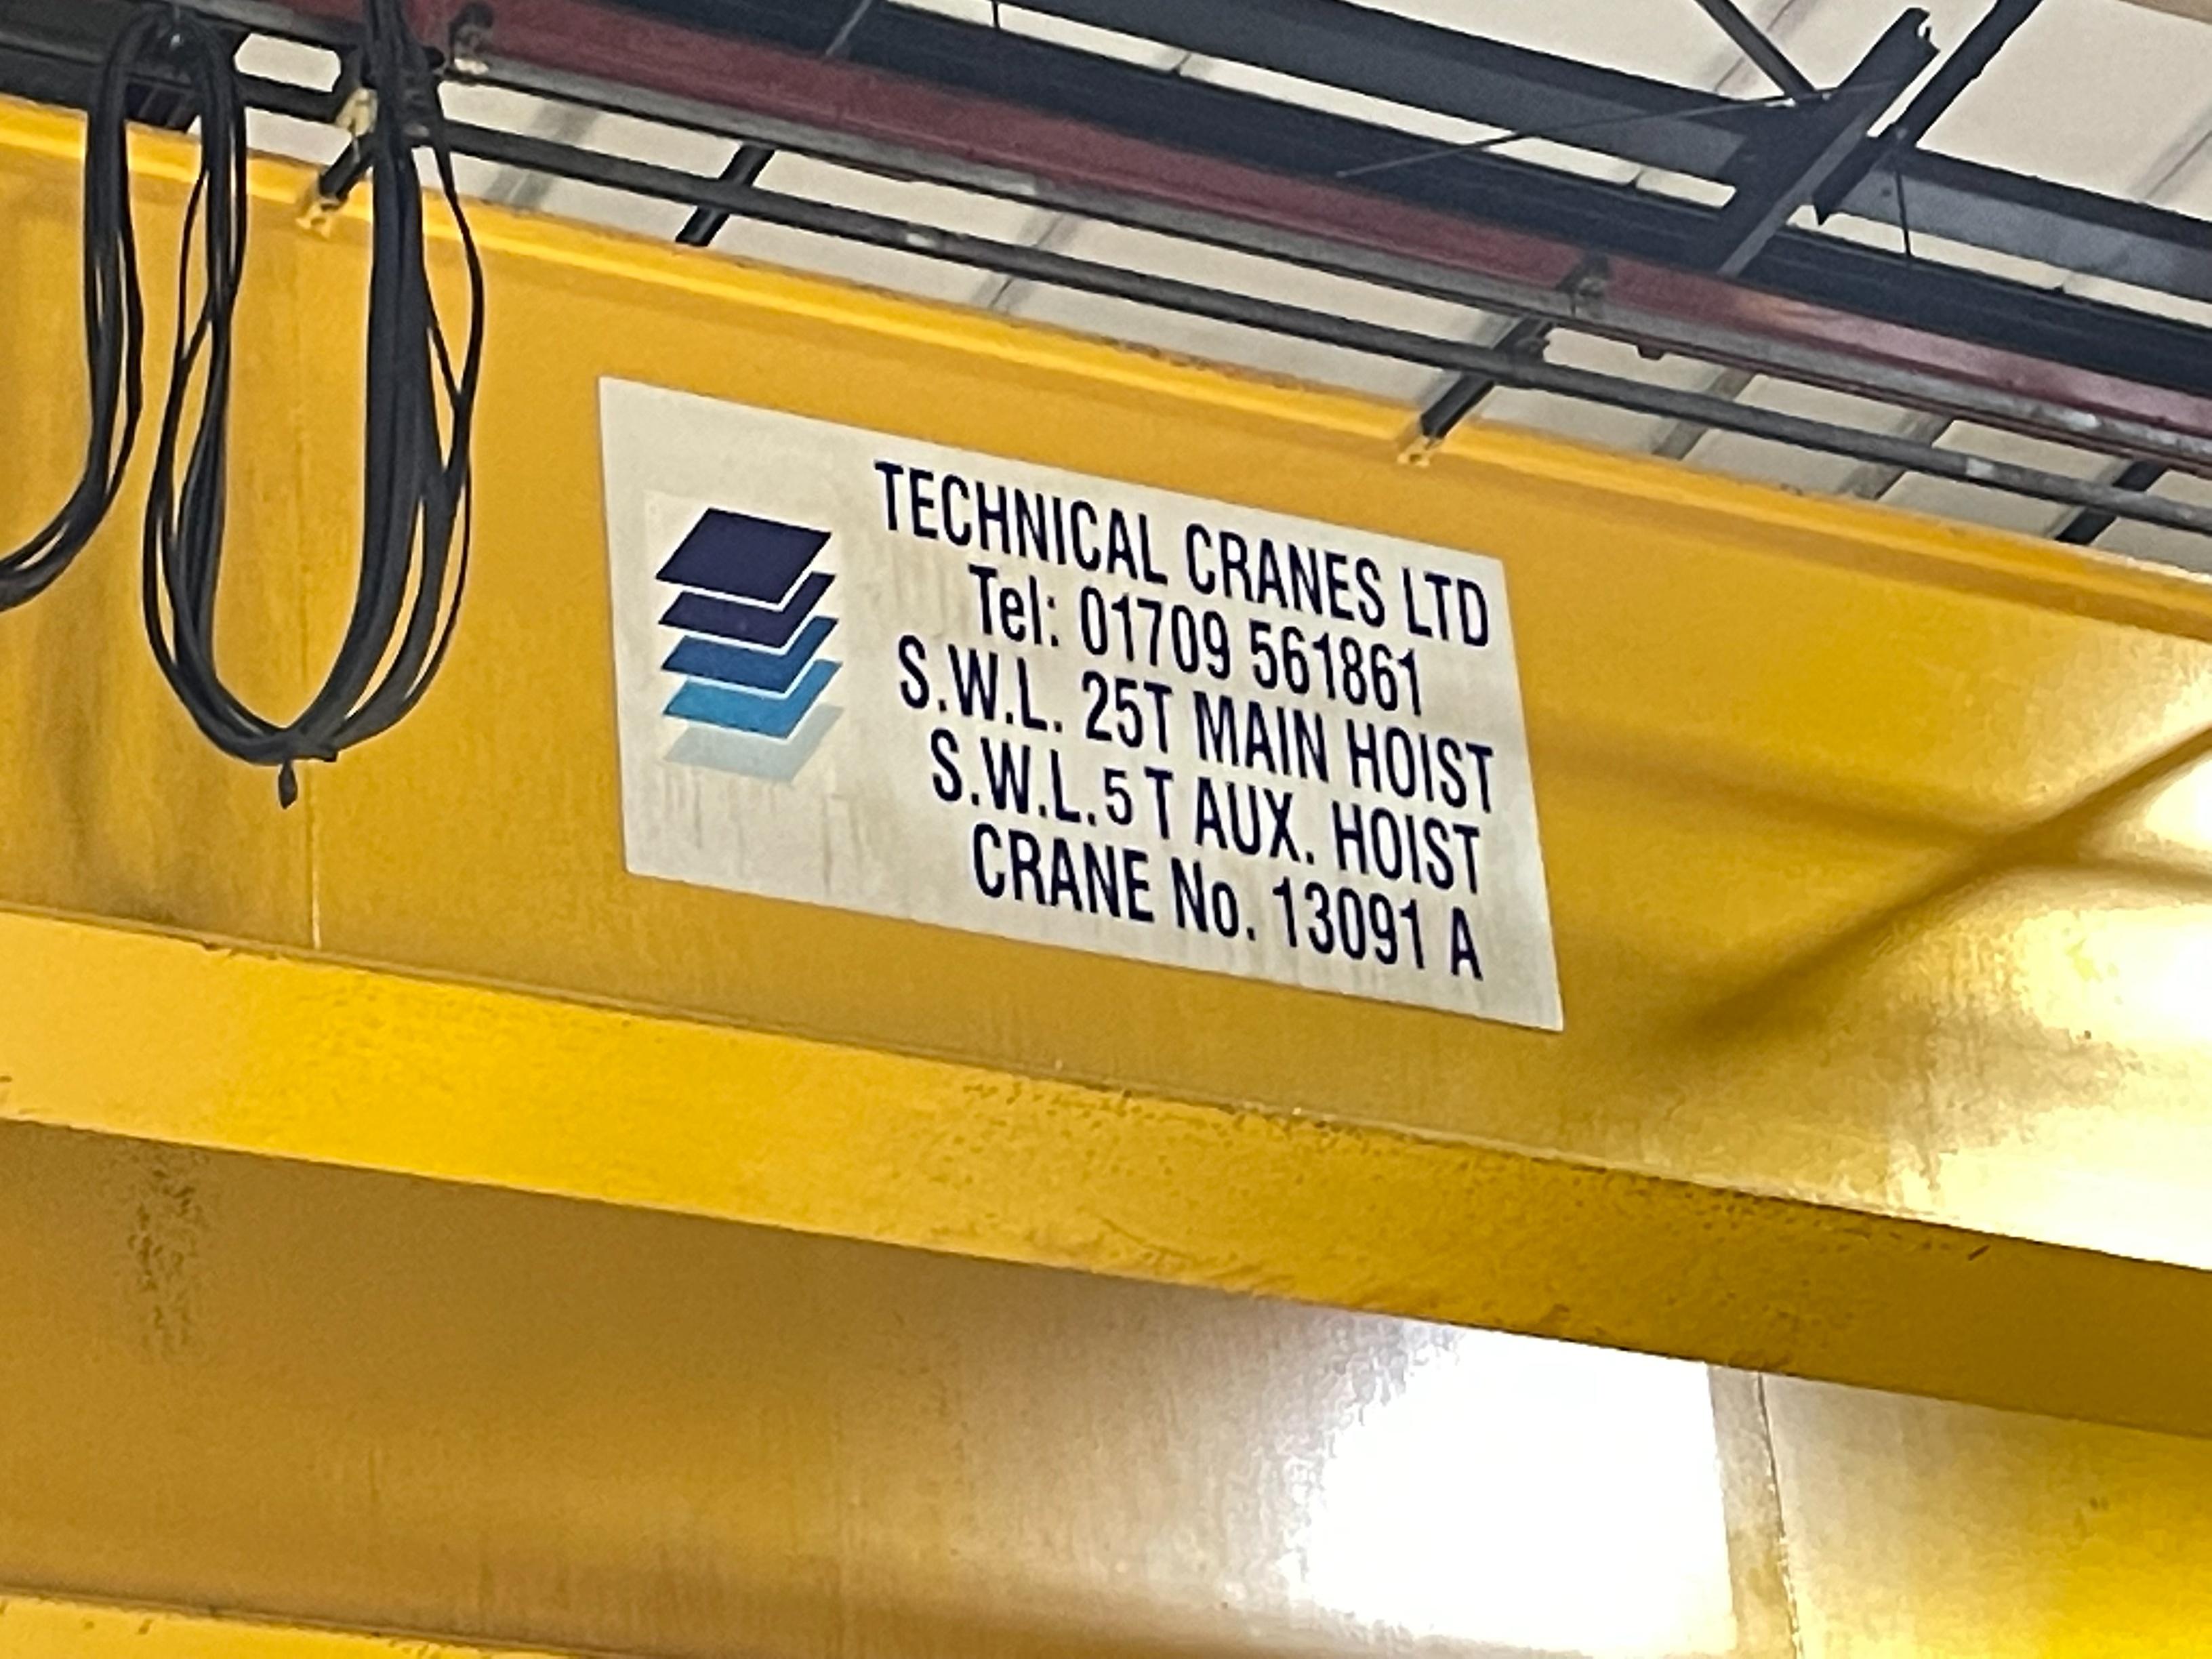 TECHNICAL CRANES LTD
Tel: 01709 561861
S.W.L. 25T MAIN HOIST
S.W.L. 5 T AUX. HOIST
CRANE No. 13091 A